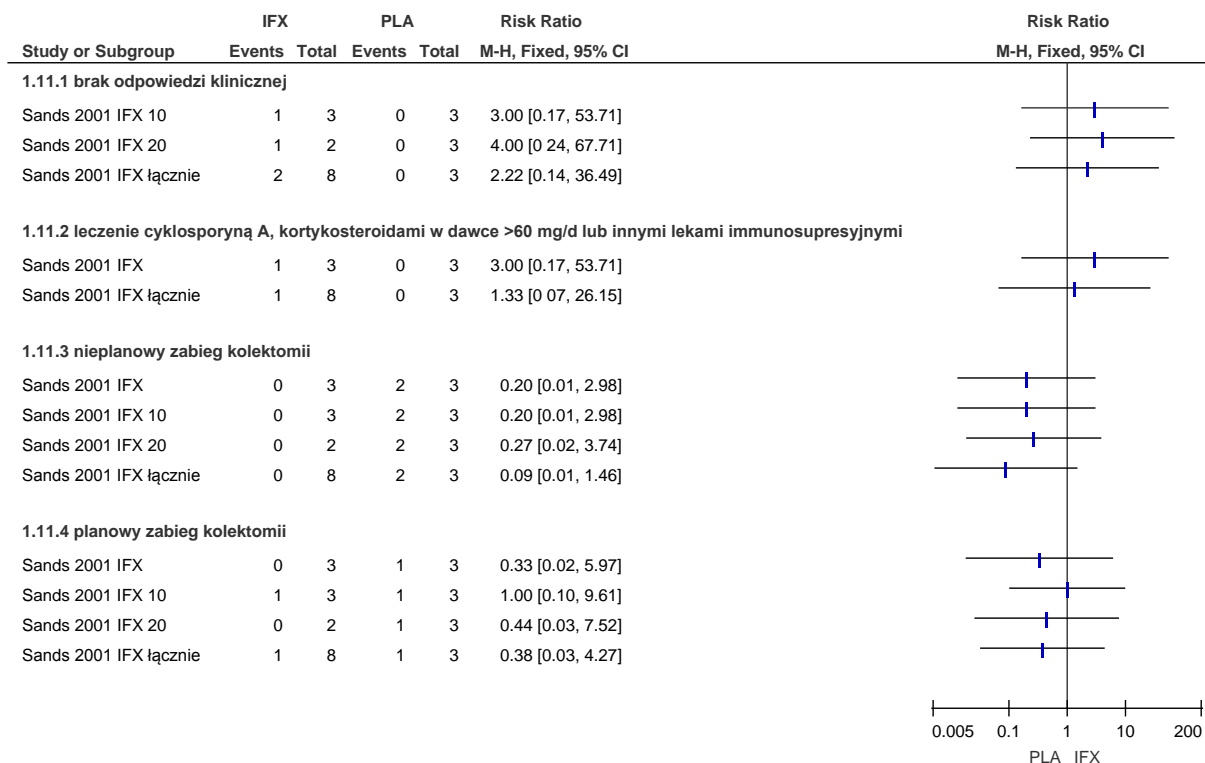 IFX PLA Risk Ratio Risk Ratio
Study or Subgroup Events Total Events Total M-H, Fixed, 95% CI M-H, Fixed, 95% CI
1.11.1 brak odpowiedzi klinicznej
Sands 2001 IFX 10 1 3 0 3 3.00 [0.17, 53.71]
Sands 2001 IFX 20 1 2 0 3 4.00 [0 24, 67.71]
Sands 2001 IFX łącznie 2 8 0 3 2.22 [0.14, 36.49]
1.11.2 leczenie cyklosporyną A, kortykosteroidami w dawce >60 mg/d lub innymi lekami immunosupresyjnymi
Sands 2001 IFX 1 3 0 3 3.00 [0.17, 53.71]
Sands 2001 IFX łącznie 1 8 0 3 1.33 [0 07, 26.15]
1.11.3 nieplanowy zabieg kolektomii
Sands 2001 IFX 0 3 2 3 0.20 [0.01, 2.98]
Sands 2001 IFX 10 0 3 2 3 0.20 [0.01, 2.98]
Sands 2001 IFX 20 0 2 2 3 0.27 [0.02, 3.74]
Sands 2001 IFX łącznie 0 8 2 3 0.09 [0.01, 1.46]
1.11.4 planowy zabieg kolektomii
Sands 2001 IFX 0 3 1 3 0.33 [0.02, 5.97]
Sands 2001 IFX 10 1 3 1 3 1.00 [0.10, 9.61]
Sands 2001 IFX 20 0 2 1 3 0.44 [0.03, 7.52]
Sands 2001 IFX łącznie 1 8 1 3 0.38 [0.03, 4.27]
0.005 0.1 1 10 200
PLA IFX